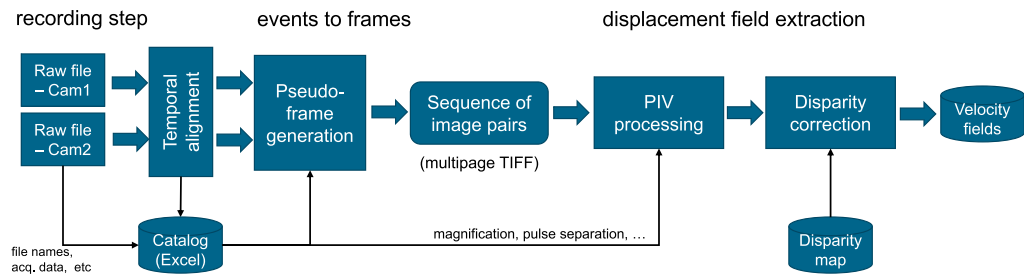 recording step
events to frames
displacement field extraction
Raw file
– Cam1
Raw file
– Cam2
Temporal
alignment
Pseudo-
frame
generation
Sequence of
image pairs
(multipage TIFF)
PIV
processing
Disparity
correction
Velocity
fields
file names,
acq. data, etc
Catalog
(Excel)
magnification, pulse separation, …
Disparity
map